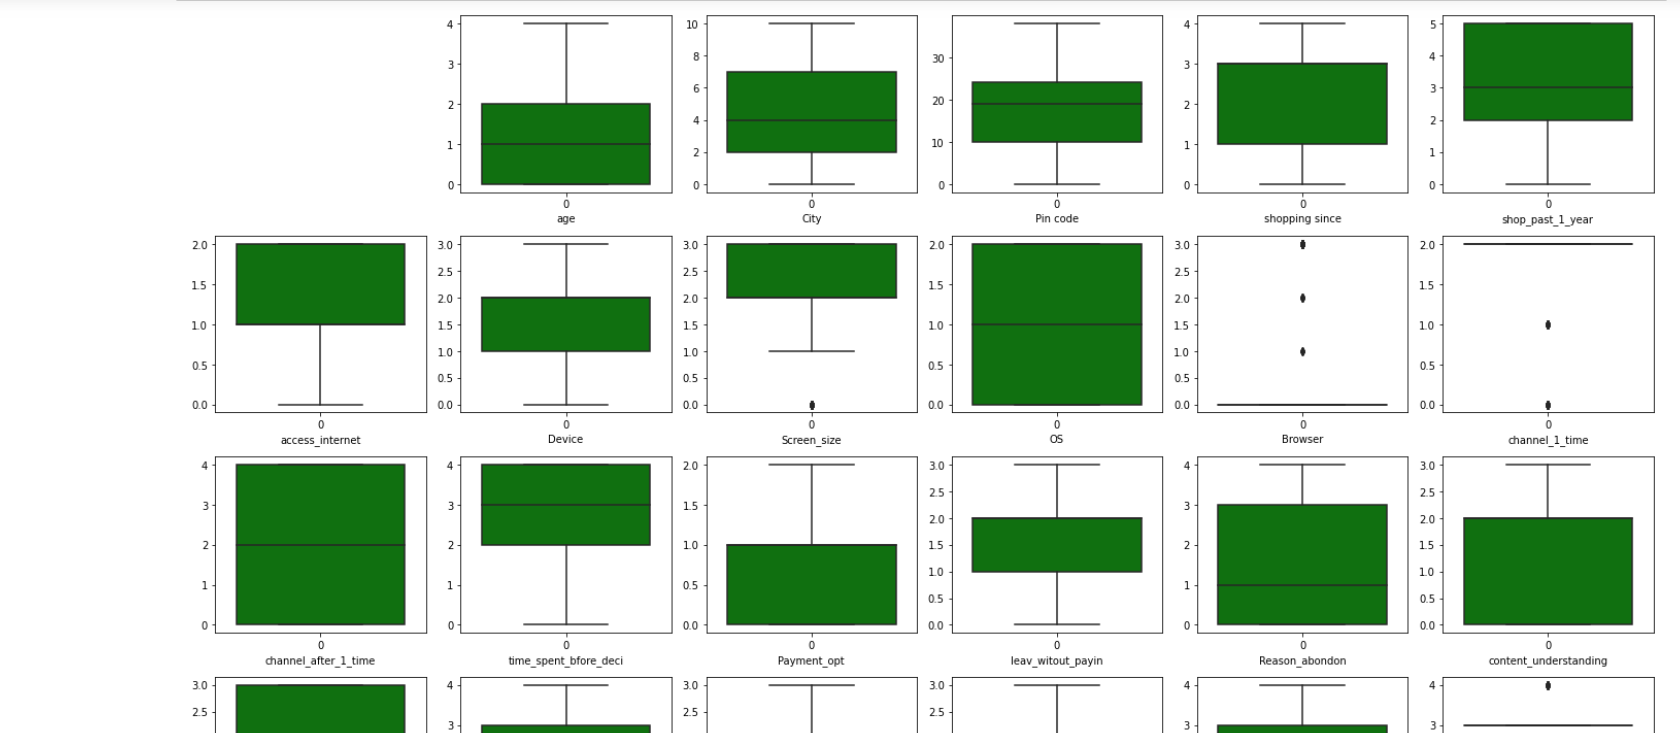 4 3 2 1 0
10 8 6 4 2 0
30 20 10 0
4 3 2 1 0
5 4 3 2 1 0
0 0 0 0 0
age City Pin code shopping since shop_past_1_year
2.0 1.5 1.0 0.5 0.0
3.0 2.5 2.0 1.5 1.0 0.5 0.0
3.0 2.5 2.0 1.5 1.0 0.5 0.0
2.0 1.5 1.0 0.5 0.0
3.0 2.5 2.0 1.5 1.0 0.5 0.0
2.0 1.5 1.0 0.5 0.0
0 0 0 0 0 0
access_internet Device Screen_size OS Browser channel_1_time
4 3 2 1 0
4 3 2 1 0
2.0 1.5 1.0 0.5 0.0
3.0 2.5 2.0 1.5 1.0 0.5 0.0
4 3 2 1 0
3.0 2.5 2.0 1.5 1.0 0.5 0.0
0 0 0 0 0 0
channel_after_1_time time_spent_bfore_deci Payment_opt leav_witout_payin Reason_abondon content_understanding
3.0 2.5
4 3
3.0 2.5
3.0 2.5
4 3
4 3